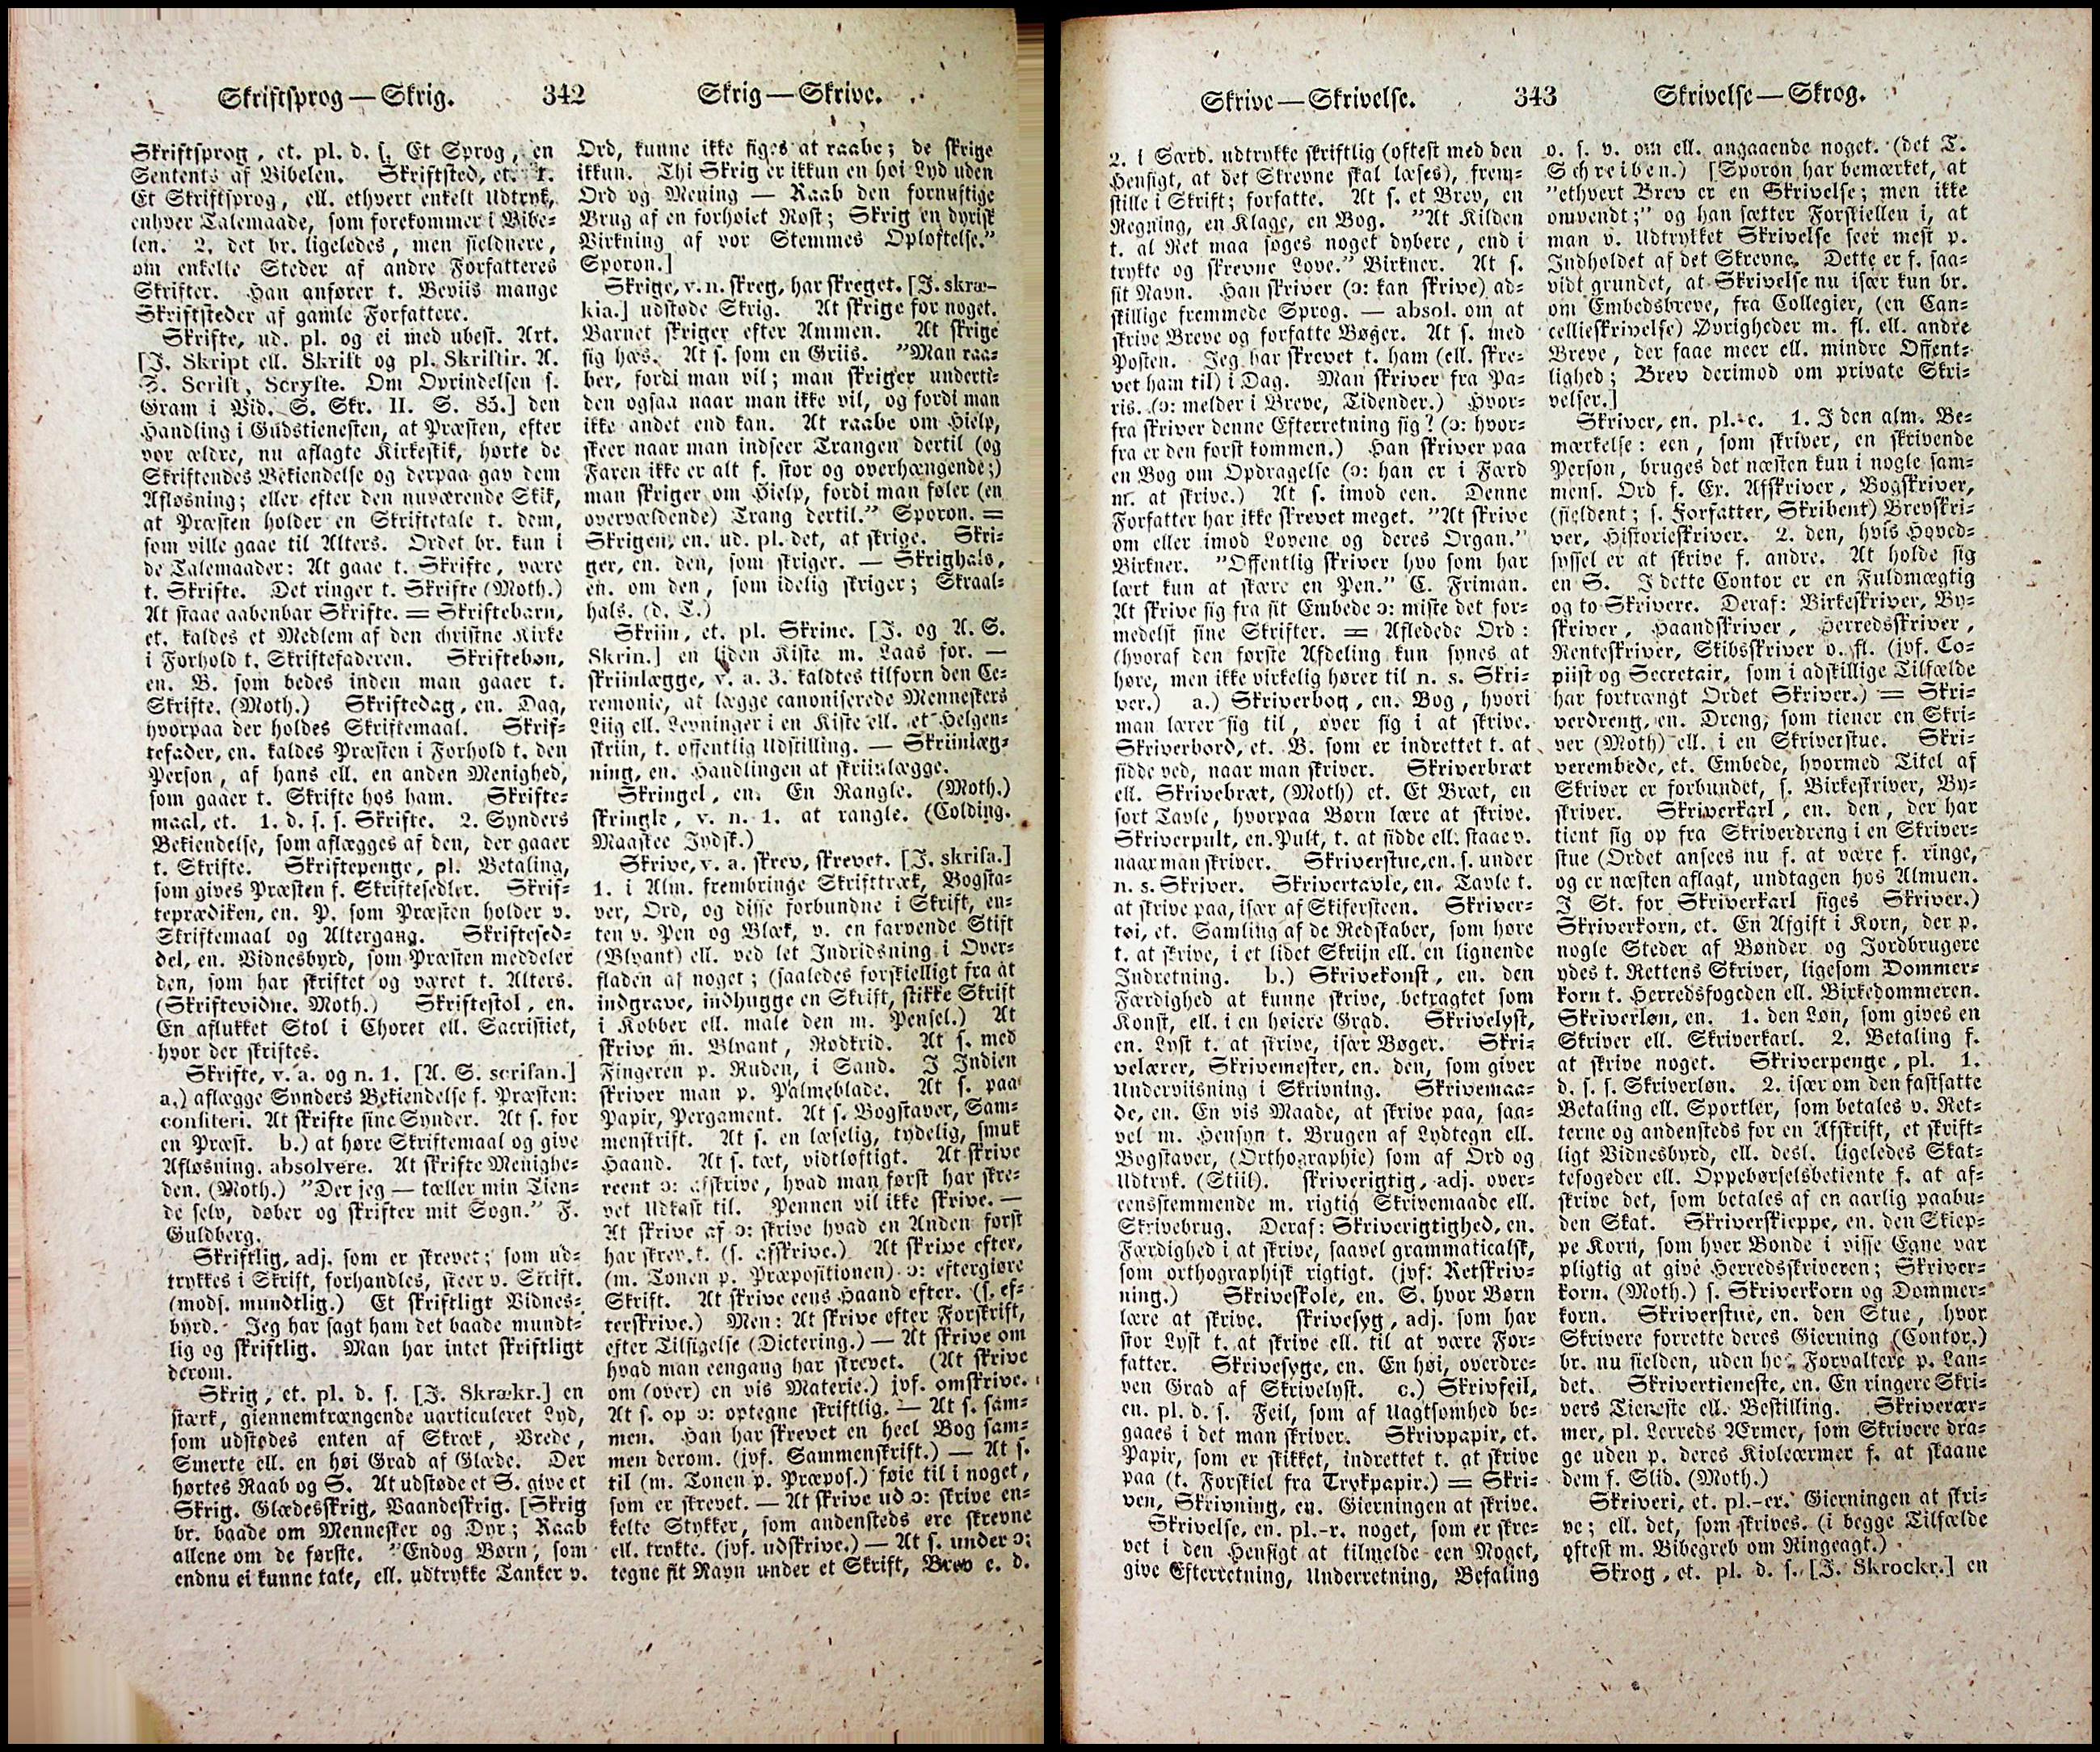 Skriftsprog — Skrig. 342 Skrig — Skrive.
Skriftsprog, et. pl. d. s. Et Sprog, en
Sentents af Bibelen. Skriftsted, et. 1.
Et Skriftsprog, ell. ethvert enkelt Udtryk,
enhver Talemaade, som forekommer i Bibe-
len. 2. det br. ligeledes, men sieldnere,
om enkelte Steder af andre Forfatteres
Skrifter. Han anfører t. Beviis mange
Skriftsteder af gamle Forfattere.
Skrifte, ud. pl. og ei med ubest. Art.
[J. Skript ell. Skrift og pl. Skriftir. A.
S. Scrift, Scryfte. Om Oprindelsen s.
Gram i Vid. S. Skr. II. S. 85.] den
Handling i Gudstienesten, at Præsten, efter
vor ældre, nu aflagte Kirkeskik, hørte de
Skriftendes Bekiendelse og derpaa gav dem
Afløsning; eller efter den nuværende Skik,
at Præsten holder en Skriftetale t. dem,
som ville gaae til Alters. Ordet br. kun i
de Talemaader: At gaae t. Skrifte, være
t. Skrifte. Det ringer t. Skrifte (Moth.)
At staae aabenbar Skrifte. = Skriftebarn,
et. kaldes et Medlem af den christne Kirke
i Forhold t. Skriftefaderen. Skriftebøn,
en. B. som bedes inden man gaaer t.
Skrifte. (Moth.) Skriftedag, en. Dag,
hvorpaa der holdes Skriftemaal. Skrif-
tefader, en. kaldes Præsten i Forhold t. den
Person, af hans ell. en anden Menighed,
som gaaer t. Skrifte hos ham. Skrifte-
maal, et. 1. d. s. s. Skrifte. 2. Synders
Bekiendelse, som aflægges af den, der gaaer
t. Skrifte. Skriftepenge, pl. Betaling,
som gives Præsten f. Skriftesedler. Skrif-
teprædiken, en. P. som Præsten holder v.
Skriftemaal og Altergang. Skriftesed-
del, en. Vidnesbyrd, som Præsten meddeler
den, som har skriftet og været t. Alters.
(Skriftevidne. Moth.) Skriftestol, en.
En aflukket Stol i Choret ell. Sacristiet,
hvor der skriftes.
Skrifte, v. a. og n. 1. [A. S. scrifan.]
a.) aflægge Synders Bekiendelse f. Præsten:
confiteri. At skrifte sine Synder. At s. for
en Præst. b.) at høre Skriftemaal og give
Afløsning. absolvere. At skrifte Menighe-
den. (Moth.) "Der jeg — tæller min Tien-
de selv, døber og skrifter mit Sogn." F.
Guldberg.
Skriftlig, adj. som er skrevet; som ud-
trykkes i Skrift, forhandles, skeer v. Skrift.
(mods. mundtlig.) Et skriftligt Vidnes-
byrd. Jeg har sagt ham det baade mundt-
lig og skriftlig. Man har intet skriftligt
derom.
Skrig, et. pl. d. s. [J. Skrækr.] en
stærk, giennemtrængende uarticuleret Lyd,
som udstødes enten af Skræk, Vrede,
Smerte ell. en høi Grad af Glæde. Der
hørtes Raab og S. At udstøde et S. give et
Skrig. Glædesskrig, Vaandeskrig. [Skrig
br. baade om Mennesker og Dyr; Raab
allene om de første. "Endog Børn, som
endnu ei kunne tale, ell. udtrykke Tanker v.
Ord, kunne ikke siges at raabe; de skrige
ikkun. Thi Skrig er ikkun en høi Lyd uden
Ord og Mening — Raab den fornuftige
Brug af en forhøiet Røst; Skrig en dyrisk
Virkning af vor Stemmes Opløftelse."
Sporon.]
Skrige, v. n. skreg, har skreget. [J. skræ-
kia.] udstøde Skrig. At skrige for noget.
Barnet skriger efter Ammen. At skrige
sig hæs. At s. som en Griis. "Man raa-
ber, fordi man vil; man skriger underti-
den ogsaa naar man ikke vil, og fordi man
ikke andet end kan. At raabe om Hielp,
skeer naar man indseer Trangen dertil (og
Faren ikke er alt f. stor og overhængende;)
man skriger om Hielp, fordi man føler (en
overvældende) Trang dertil." Sporon. =
Skrigen, en. ud. pl. det, at skrige. Skri-
ger, en. den, som skriger. — Skrighals,
en. om den, som idelig skriger; Skraal-
hals. (d. T.)
Skriin, et. pl. Skrine. [J. og A. S.
Skrin.] en liden Kiste m. Laas for. —
skriinlægge, v. a. 3. kaldtes tilforn den Ce-
remonie, at lægge canoniserede Menneskers
Liig ell. Levninger i en Kiste ell. et Helgen-
skriin, t. offentlig Udstilling. — Skriinlæg-
ning, en. Handlingen at skriinlægge.
Skringel, en. En Rangle. (Moth.)
skringle, v. n. 1. at rangle. (Colding.
Maaskee Jydsk.)
Skrive, v. a. skrev, skrevet. [J. skrifa.]
1. i Alm. frembringe Skrifttræk, Bogsta-
ver, Ord, og disse forbundne i Skrift, en-
ten v. Pen og Blæk, v. en farvende Stift
(Blyant) ell. ved let Indridsning i Over-
fladen af noget; (saaledes forskielligt fra at
indgrave, indhugge en Skrift, stikke Skrift
i Kobber ell. male den m. Pensel.) At
skrive m. Blyant, Rødkrid. At s. med
Fingeren p. Ruden, i Sand. I Indien
skriver man p. Palmeblade. At s. paa
Papir, Pergament. At s. Bogstaver, Sam-
menskrift. At s. en læselig, tydelig, smuk
Haand. At s. tæt, vidtløftigt. At skrive
reent ɔ: afskrive, hvad man først har skre-
vet Udkast til. Pennen vil ikke skrive. —
At skrive af ɔ: skrive hvad en Anden først
har skrevet. (s. afskrive.) At skrive efter,
(m. Tonen p. Præpositionen) ɔ: eftergiøre
Skrift. At skrive eens Haand efter. (s. ef-
terskrive.) Men: At skrive efter Forskrift,
efter Tilsigelse (Dictering.) — At skrive om
hvad man eengang har skrevet. (At skrive
om (over) en vis Materie.) jvf. omskrive.
At s. op ɔ: optegne skriftlig. — At s. sam-
men. Han har skrevet en heel Bog sam-
men derom. (jvf. Sammenskrift.) — At s.
til (m. Tonen p. Præpos.) føie til i noget,
som er skrevet. — At skrive ud ɔ: skrive en-
kelte Stykker, som andensteds ere skrevne
ell. trykte. (jvf. udskrive.) — At s. under ɔ:
tegne sit Navn under et Skrift, Brev e. d.
Skrive — Skrivelse. 343 Skrivelse — Skrog.
2. i Særd. udtrykke skriftlig (oftest med den
Hensigt, at det Skrevne skal læses), frem-
stille i Skrift; forfatte. At s. et Brev, en
Regning, en Klage, en Bog. "At Kilden
t. al Ret maa søges noget dybere, end i
trykte og skrevne Love." Birkner. At s.
sit Navn. Han skriver (ɔ: kan skrive) ad-
skillige fremmede Sprog. — absol. om at
skrive Breve og forfatte Bøger. At s. med
Posten. Jeg har skrevet t. ham (ell. skre-
vet ham til) i Dag. Man skriver fra Pa-
ris. (ɔ: melder i Breve, Tidender.) Hvor-
fra skriver denne Efterretning sig? (ɔ: hvor-
fra er den først kommen.) Han skriver paa
en Bog om Opdragelse (ɔ: han er i Færd
m. at skrive.) At s. imod een. Denne
Forfatter har ikke skrevet meget. "At skrive
om eller imod Lovene og deres Organ."
Birkner. "Offentlig skriver hvo som har
lært kun at skære en Pen." C. Friman.
At skrive sig fra sit Embede ɔ: miste det for-
medelst sine Skrifter. = Afledede Ord:
(hvoraf den første Afdeling kun synes at
høre, men ikke virkelig hører til n. s. Skri-
ver.) a.) Skriverbog, en. Bog, hvori
man lærer sig til, øver sig i at skrive.
Skriverbord, et. B. som er indrettet t. at
sidde ved, naar man skriver. Skriverbræt
ell. Skrivebræt, (Moth) et. Et Bræt, en
sort Tavle, hvorpaa Børn lære at skrive.
Skriverpult, en. Pult, t. at sidde ell. staae v.
naar man skriver. Skriverstue, en. s. under
n. s. Skriver. Skrivertavle, en. Tavle t.
at skrive paa, især af Skifersteen. Skriver-
tøi, et. Samling af de Redskaber, som høre
t. at skrive, i et lidet Skrijn ell. en lignende
Indretning. b.) Skrivekonst, en. den
Færdighed at kunne skrive, betragtet som
Konst, ell. i en høiere Grad. Skrivelyst,
en. Lyst t. at skrive, især Bøger. Skri-
velærer, Skrivemester, en. den, som giver
Underviisning i Skrivning. Skrivemaa-
de, en. En vis Maade, at skrive paa, saa-
vel m. Hensyn t. Brugen af Lydtegn ell.
Bogstaver, (Orthographie) som af Ord og
Udtryk. (Stiil). skriverigtig, adj. over-
eensstemmende m. rigtig Skrivemaade ell.
Skrivebrug. Deraf: Skriverigtighed, en.
Færdighed i at skrive, saavel grammaticalsk,
som orthographisk rigtigt. (jvf. Retskriv-
ning.) Skriveskole, en. S. hvor Børn
lære at skrive. skrivesyg, adj. som har
stor Lyst t. at skrive ell. til at være For-
fatter. Skrivesyge, en. En høi, overdre-
ven Grad af Skrivelyst. c.) Skrivfeil,
en. pl. d. s. Feil, som af Uagtsomhed be-
gaaes i det man skriver. Skrivpapir, et.
Papir, som er skikket, indrettet t. at skrive
paa (t. Forskiel fra Trykpapir.) = Skri-
ven, Skrivning, en. Gierningen at skrive.
Skrivelse, en. pl. -r. noget, som er skre-
vet i den Hensigt at tilmelde een Noget,
give Efterretning, Underretning, Befaling
o. s. v. om ell. angaaende noget. (det T.
Schreiben.) [Sporon har bemærket, at
"ethvert Brev er en Skrivelse; men ikke
omvendt;" og han sætter Forskiellen i, at
man v. Udtrykket Skrivelse seer mest p.
Indholdet af det Skrevne. Dette er f. saa-
vidt grundet, at Skrivelse nu især kun br.
om Embedsbreve, fra Collegier, (en Can-
cellieskrivelse) Øvrigheder m. fl. ell. andre
Breve, der faae meer ell. mindre Offent-
lighed; Brev derimod om private Skri-
velser.]
Skriver, en. pl. -e. 1. I den alm. Be-
mærkelse: een, som skriver, en skrivende
Person, bruges det næsten kun i nogle sam-
mens. Ord f. Ex. Afskriver, Bogskriver,
(sieldent; s. Forfatter, Skribent) Brevskri-
ver, Historieskriver. 2. den, hvis Hoved-
syssel er at skrive f. andre. At holde sig
en S. I dette Contor er en Fuldmægtig
og to Skrivere. Deraf: Birkeskriver, By-
skriver, Haandskriver, Herredsskriver,
Renteskriver, Skibsskriver o. fl. (jvf. Co-
piist og Secretair, som i adskillige Tilfælde
har fortrængt Ordet Skriver.) = Skri-
verdreng, en. Dreng, som tiener en Skri-
ver (Moth) ell. i en Skriverstue. Skri-
verembede, et. Embede, hvormed Titel af
Skriver er forbundet, s. Birkeskriver, By-
skriver. Skriverkarl, en. den, der har
tient sig op fra Skriverdreng i en Skriver-
stue (Ordet ansees nu f. at være f. ringe,
og er næsten aflagt, undtagen hos Almuen.
I St. for Skriverkarl siges Skriver.)
Skriverkorn, et. En Afgift i Korn, der p.
nogle Steder af Bønder og Jordbrugere
ydes t. Rettens Skriver, ligesom Dommer-
korn t. Herredsfogeden ell. Birkedommeren.
Skriverløn, en. 1. den Løn, som gives en
Skriver ell. Skriverkarl. 2. Betaling f.
at skrive noget. Skriverpenge, pl. 1.
d. s. s. Skriverløn. 2. især om den fastsatte
Betaling ell. Sportler, som betales v. Ret-
terne og andensteds for en Afskrift, et skrift-
ligt Vidnesbyrd, ell. desl. ligeledes Skat-
tefogeder ell. Oppebørselsbetiente f. at af-
skrive det, som betales af en aarlig paabu-
den Skat. Skriverskieppe, en. den Skiep-
pe Korn, som hver Bonde i visse Egne var
pligtig at give Herredsskriveren; Skriver-
korn. (Moth.) s. Skriverkorn og Dommer-
korn. Skriverstue, en. den Stue, hvor
Skrivere forrette deres Gierning (Contor.)
br. nu sielden, uden hos Forvaltere p. Lan-
det. Skrivertieneste, en. En ringere Skri-
vers Tieneste ell. Bestilling. Skriverær-
mer, pl. Lerreds Ærmer, som Skrivere dra-
ge uden p. deres Kioleærmer f. at skaane
dem f. Slid. (Moth.)
Skriveri, et. pl. -er. Gierningen at skri-
ve; ell. det, som skrives. (i begge Tilfælde
oftest m. Bibegreb om Ringeagt.)
Skrog, et. pl. d. s. [J. Skrockr.] en